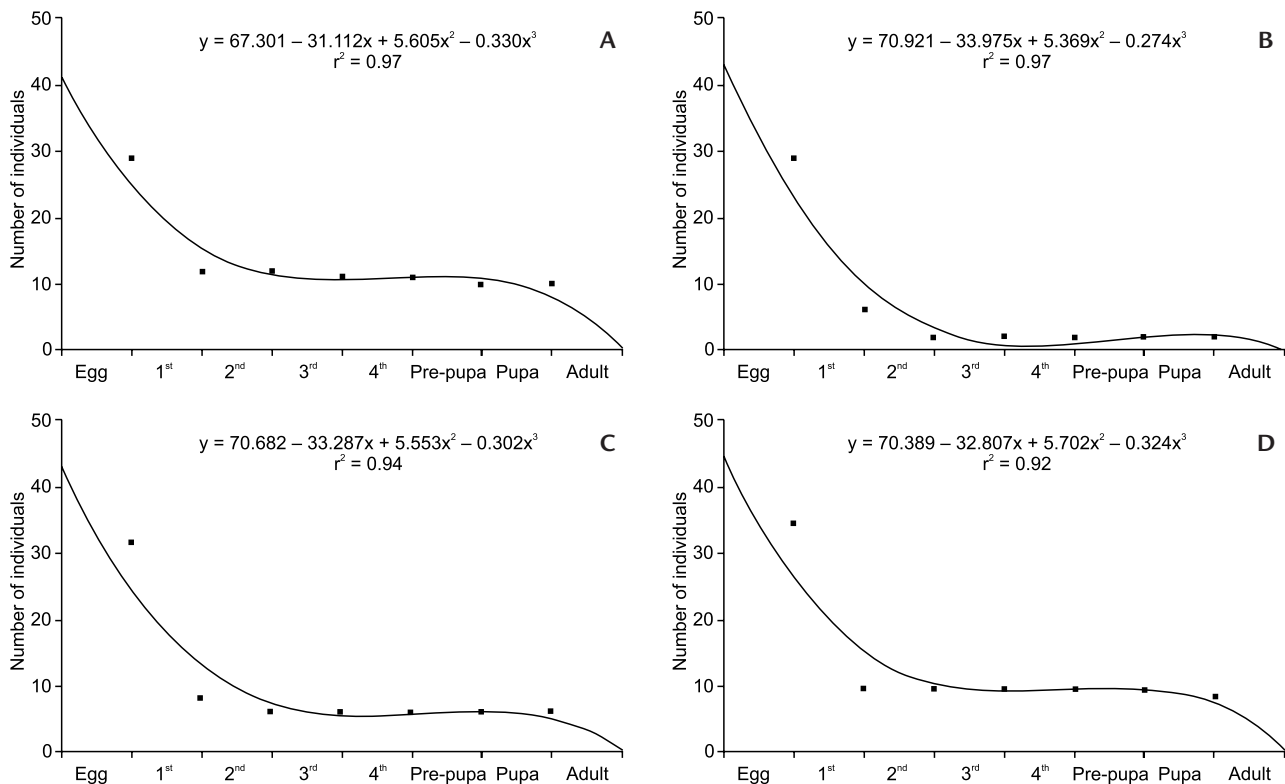 50
40
30
20
10
0
Number of individuals
y = 67.301 – 31.112x + 5.605x² – 0.330x³
r² = 0.97
A
Egg 1st 2nd 3rd 4th Pre-pupa Pupa Adult
50
40
30
20
10
0
Number of individuals
y = 70.921 – 33.975x + 5.369x² – 0.274x³
r² = 0.97
B
Egg 1st 2nd 3rd 4th Pre-pupa Pupa Adult
50
40
30
20
10
0
Number of individuals
y = 70.682 – 33.287x + 5.553x² – 0.302x³
r² = 0.94
C
Egg 1st 2nd 3rd 4th Pre-pupa Pupa Adult
50
40
30
20
10
0
Number of individuals
y = 70.389 – 32.807x + 5.702x² – 0.324x³
r² = 0.92
D
Egg 1st 2nd 3rd 4th Pre-pupa Pupa Adult